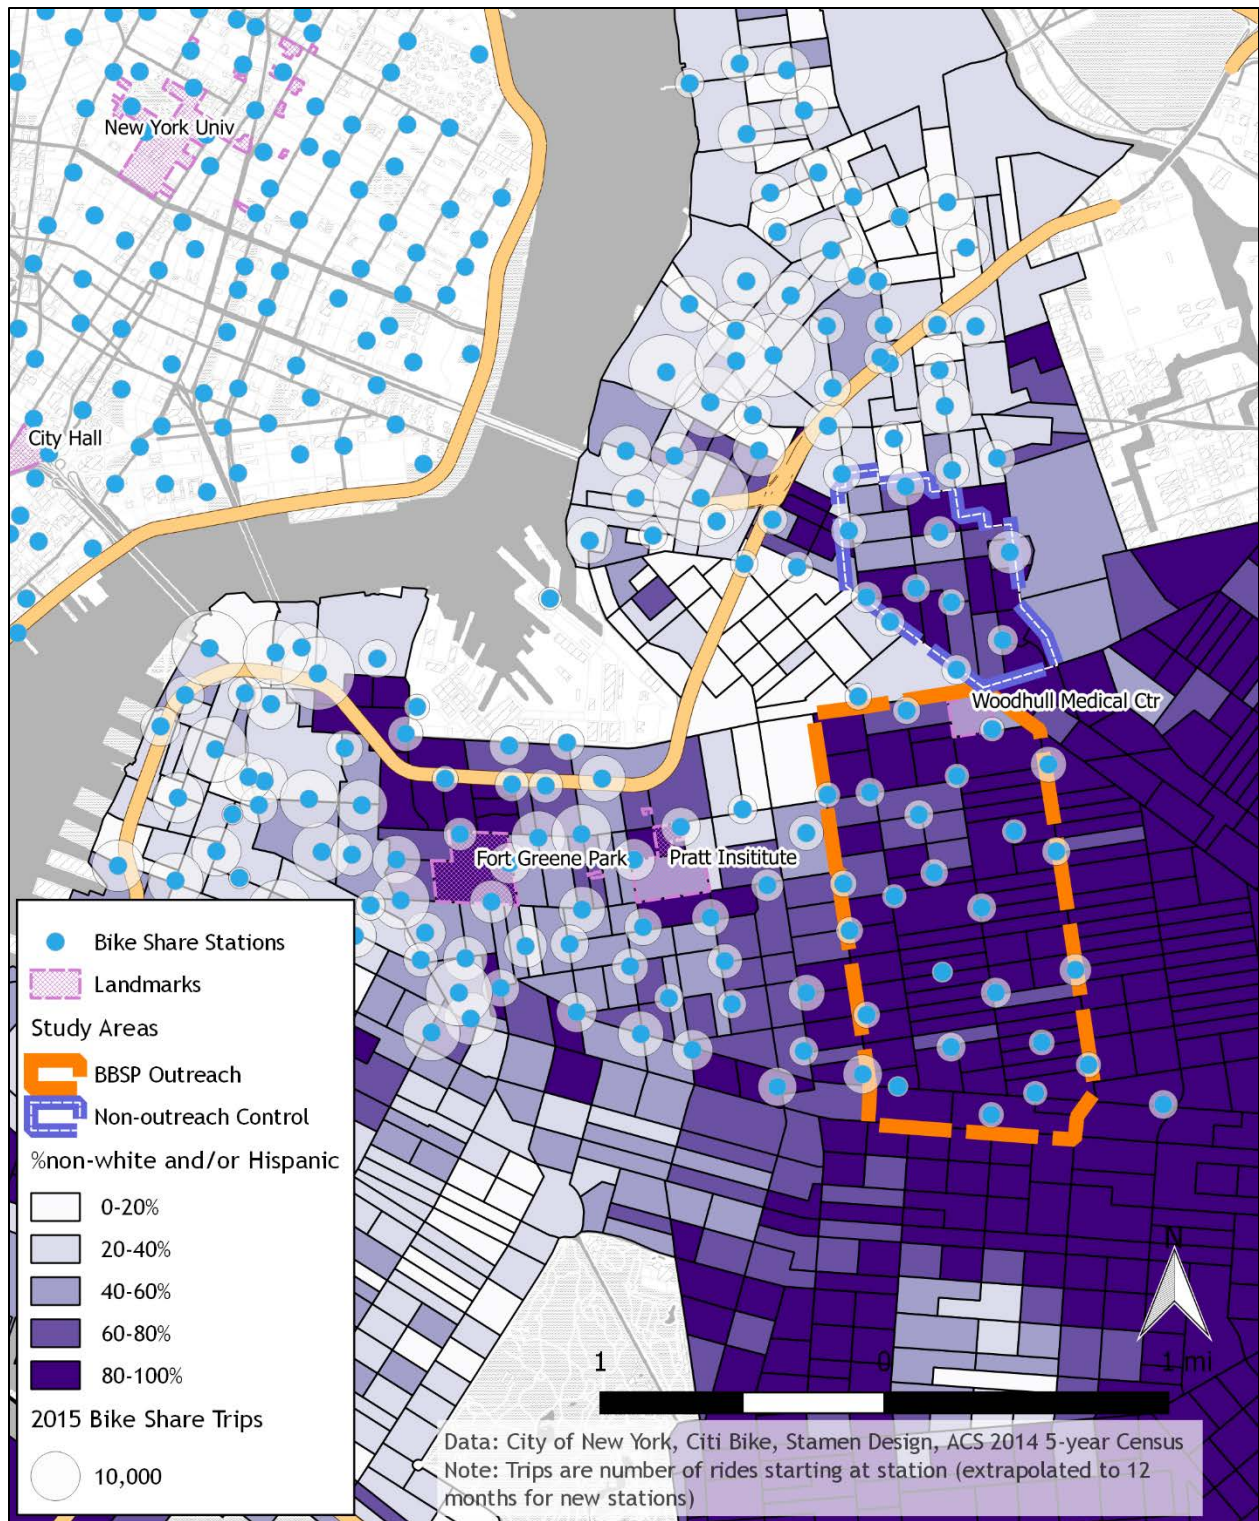 New York Univ
City Hall
Woodhull Medical Ctr
Fort Greene Park
Pratt Insititute
Bike Share Stations
Landmarks
Study Areas
BBSP Outreach
Non-outreach Control
%non-white and/or Hispanic
0-20%
20-40%
40-60%
60-80%
80-100%
2015 Bike Share Trips
10,000
N
1 0 1 mi
Data: City of New York, Citi Bike, Stamen Design, ACS 2014 5-year Census
Note: Trips are number of rides starting at station (extrapolated to 12
months for new stations)